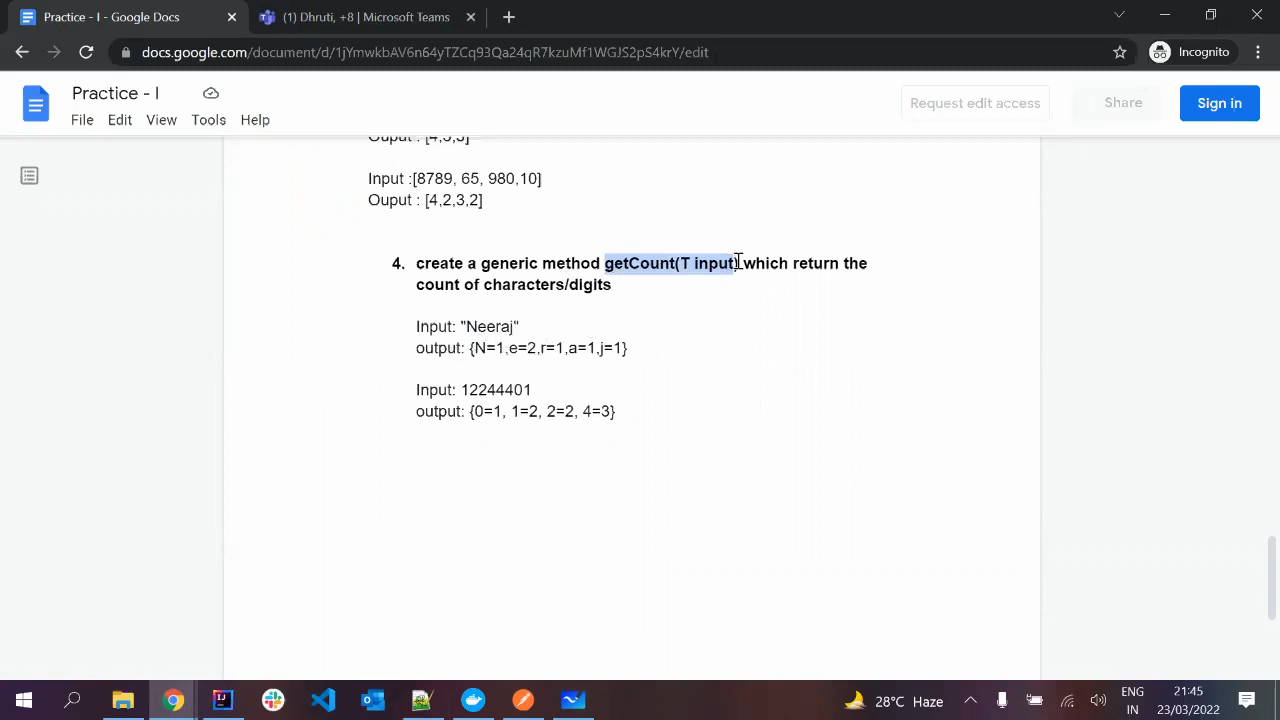 Practice - I - Google Docs
(1) Dhruti, +8 | Microsoft Teams
docs.google.com/document/d/1jYmwkbAV6n64yTZCq93Qa24qR7kzuMf1WGJS2pS4krY/edit
Incognito
Practice - I
File Edit View Tools Help
Request edit access
Share
Sign in
Ouput : [4,3,3]
Input :[8789, 65, 980,10]
Ouput : [4,2,3,2]
4. create a generic method getCount(T input) which return the
count of characters/digits
Input: "Neeraj"
output: {N=1,e=2,r=1,a=1,j=1}
Input: 12244401
output: {0=1, 1=2, 2=2, 4=3}
28°C Haze
ENG
IN
21:45
23/03/2022